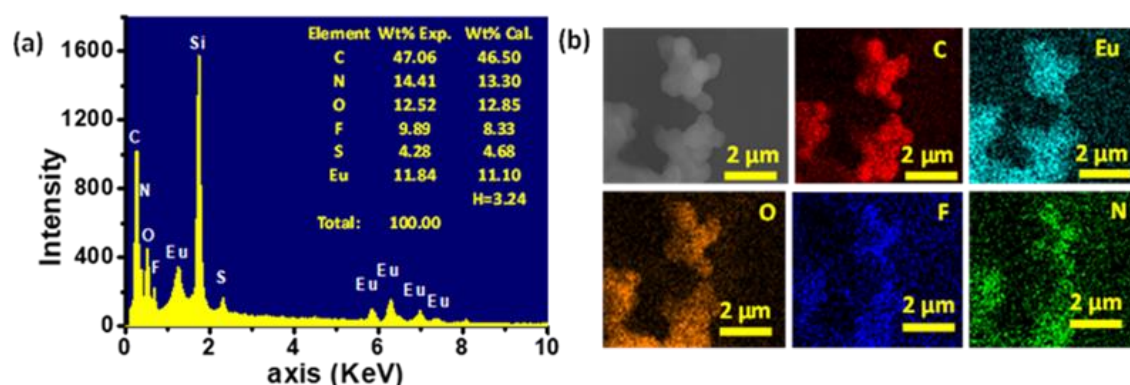 (a)
1600
1200
800
400
0
Intensity
0 2 4 6 8 10
axis (KeV)
C
N
O
F
Eu
Si
S
Eu
Eu
Eu
Eu
Element Wt% Exp. Wt% Cal.
C 47.06 46.50
N 14.41 13.30
O 12.52 12.85
F 9.89 8.33
S 4.28 4.68
Eu 11.84 11.10
H=3.24
Total: 100.00
(b)
C
2 μm
Eu
2 μm
2 μm
O
2 μm
F
2 μm
N
2 μm